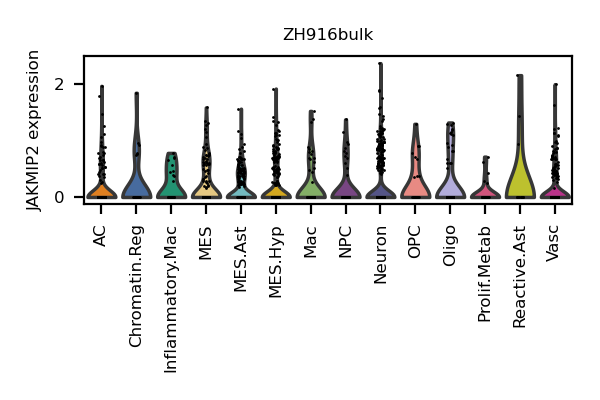 ZH916bulk
JAKMIP2 expression
2
0
AC
Chromatin.Reg
Inflammatory.Mac
MES
MES.Ast
MES.Hyp
Mac
NPC
Neuron
OPC
Oligo
Prolif.Metab
Reactive.Ast
Vasc